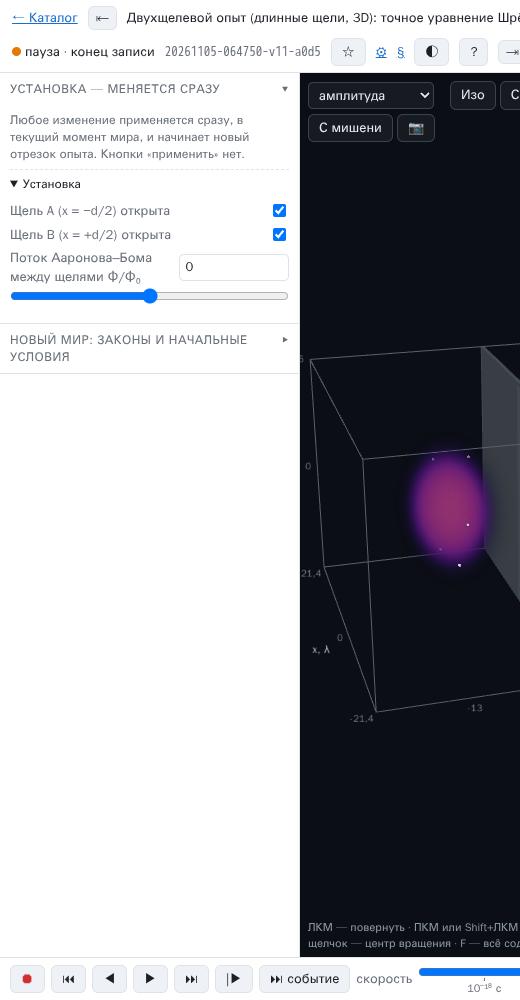 ← Каталог ⇤ Двухщелевой опыт (длинные щели, 3D): точное уравнение
пауза · конец записи 20261105-064750-v11-a0d5 ☆ ⚙ § ◐ ? ⇥
УСТАНОВКА — МЕНЯЕТСЯ СРАЗУ ▾
Любое изменение применяется сразу, в
текущий момент мира, и начинает новый
отрезок опыта. Кнопки «применить» нет.
▼ Установка
Щель A (x = −d/2) открыта
Щель B (x = +d/2) открыта
Поток Ааронова–Бома
между щелями Φ/Φ₀ 0
НОВЫЙ МИР: ЗАКОНЫ И НАЧАЛЬНЫЕ ▸
УСЛОВИЯ
амплитуда Изо
С мишени
0
21,4
0
x, λ
-21,4
-13
ЛКМ — повернуть · ПКМ или Shift+ЛКМ
щелчок — центр вращения · F — всё
⏺ ⏮ ◀ ▶ ⏭ |▶ ⏭ событие скорость
10⁻¹⁸ с